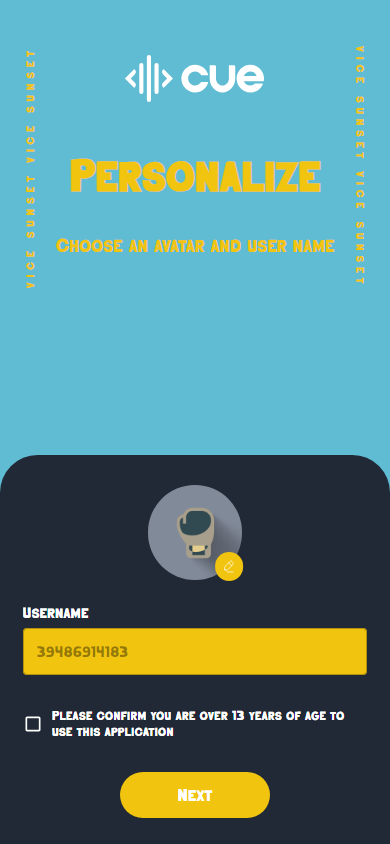 cue
VICE SUNSET VICE SUNSET
VICE SUNSET VICE SUNSET
Personalize
Choose an avatar and user name
Username
39486914183
Please confirm you are over 13 years of age to
use this application
Next